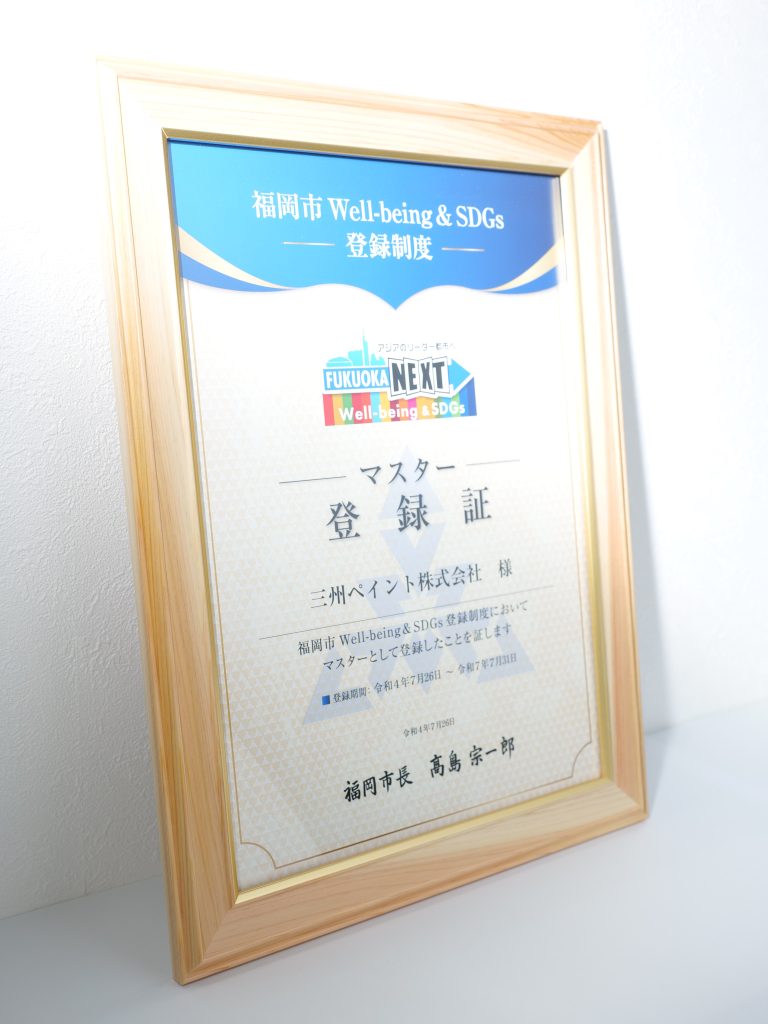 福岡市 Well-being & SDGs
登録制度
アジアのリーダー都市へ
FUKUOKA NEXT
Well-being & SDGs
マスター
登録証
三州ペイント株式会社 様
福岡市 Well-being & SDGs 登録制度において
マスターとして登録したことを証します
■ 登録期間: 令和4年7月26日 ～ 令和7年7月31日
令和4年7月26日
福岡市長 髙島 宗一郎